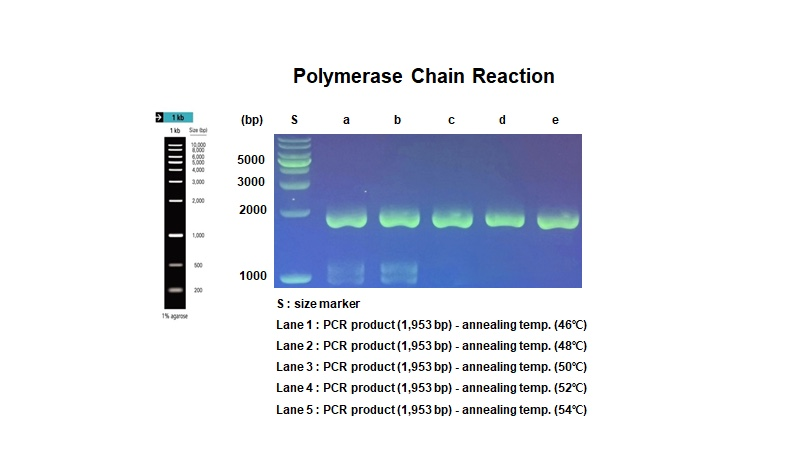 Polymerase Chain Reaction
1 kb
1 kb Size (bp)
10,000
8,000
6,000
5,000
4,000
3,000
2,000
1,000
500
200
1% agarose
(bp) S a b c d e
5000
3000
2000
1000
S : size marker
Lane 1 : PCR product (1,953 bp) - annealing temp. (46℃)
Lane 2 : PCR product (1,953 bp) - annealing temp. (48℃)
Lane 3 : PCR product (1,953 bp) - annealing temp. (50℃)
Lane 4 : PCR product (1,953 bp) - annealing temp. (52℃)
Lane 5 : PCR product (1,953 bp) - annealing temp. (54℃)